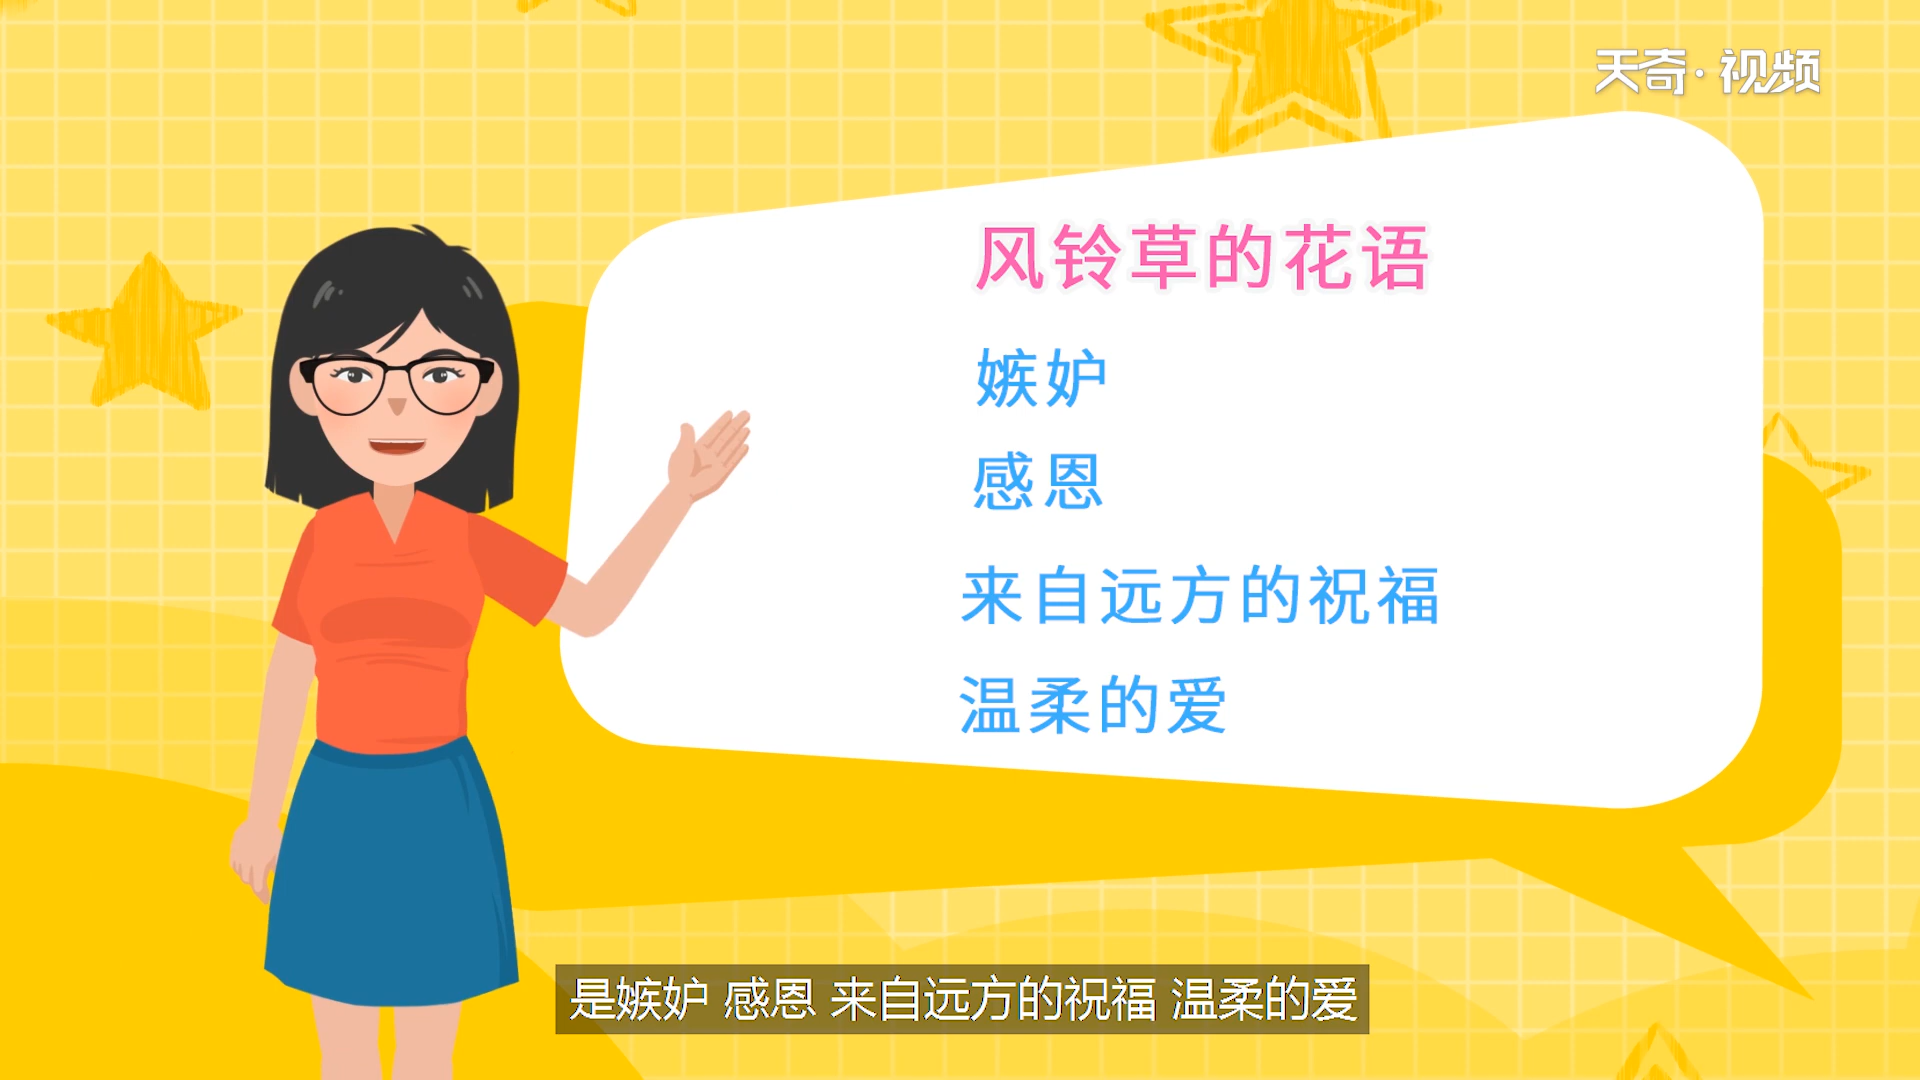 天奇·视频
风铃草的花语
嫉妒
感恩
来自远方的祝福
温柔的爱
是嫉妒 感恩 来自远方的祝福 温柔的爱